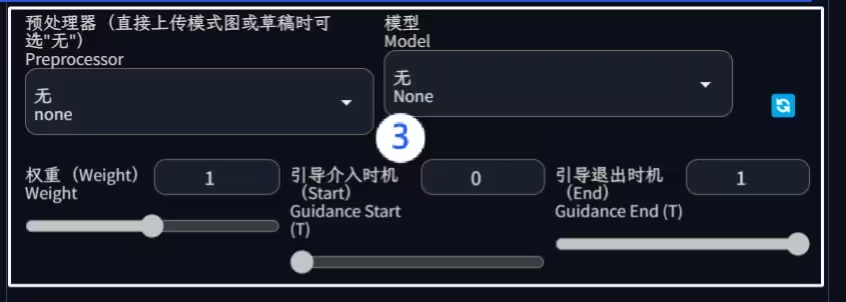 预处理器（直接上传模式图或草稿时可
选"无"）
Preprocessor
无
none
模型
Model
无
None
3
权重（Weight）
Weight
1
引导介入时机
（Start）
Guidance Start
(T)
0
引导退出时机
（End）
Guidance End (T)
1